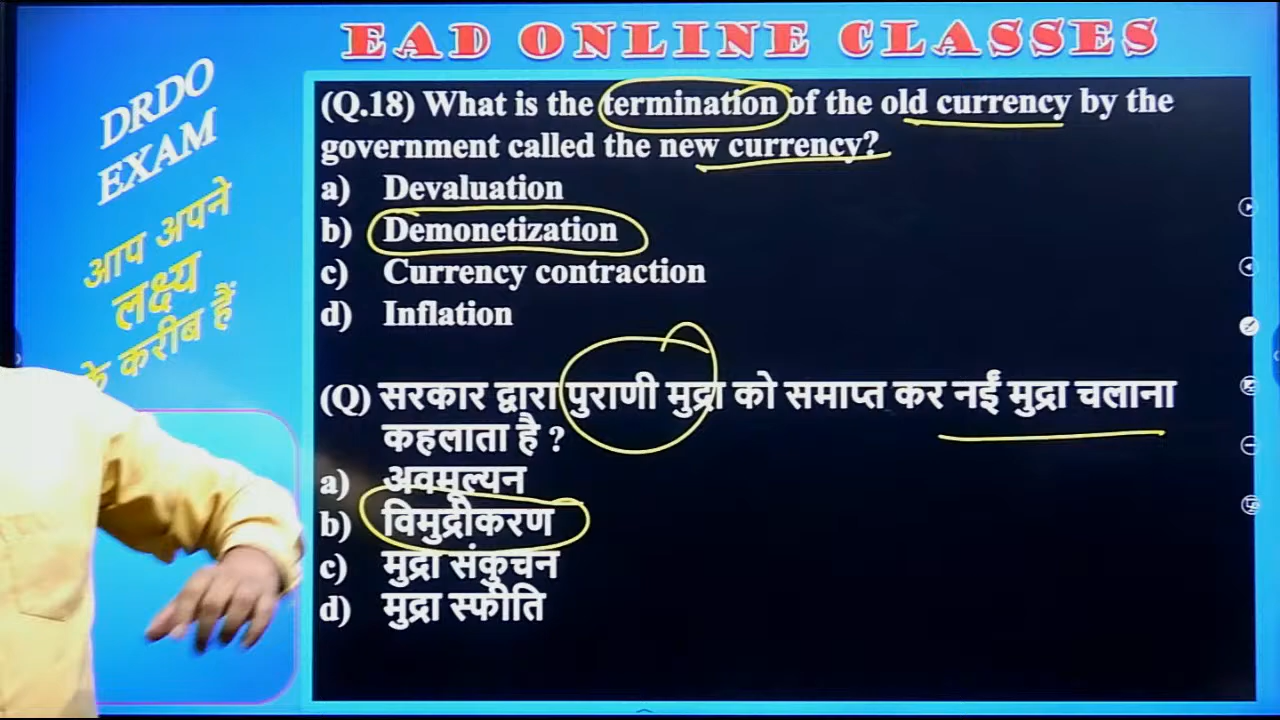 EAD ONLINE CLASSES
DRDO
EXAM
आप अपने
लक्ष्य
के करीब हैं
(Q.18) What is the termination of the old currency by the
government called the new currency?
a) Devaluation
b) Demonetization
c) Currency contraction
d) Inflation
(Q) सरकार द्वारा पुराणी मुद्रा को समाप्त कर नईं मुद्रा चलाना
कहलाता है ?
a) अवमूल्यन
b) विमुद्रीकरण
c) मुद्रा संकुचन
d) मुद्रा स्फीति